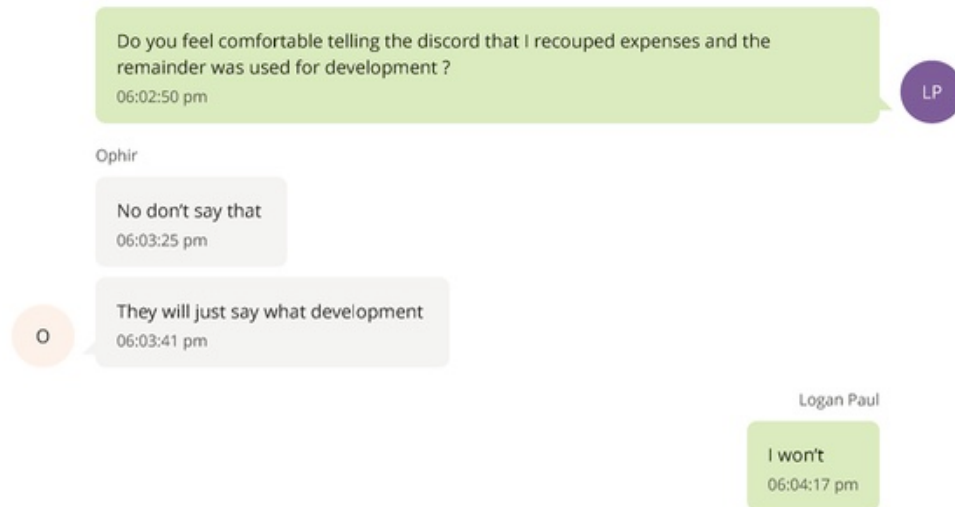 Do you feel comfortable telling the discord that I recouped expenses and the
remainder was used for development ?
06:02:50 pm
LP
Ophir
No don't say that
06:03:25 pm
They will just say what development
06:03:41 pm
O
Logan Paul
I won't
06:04:17 pm